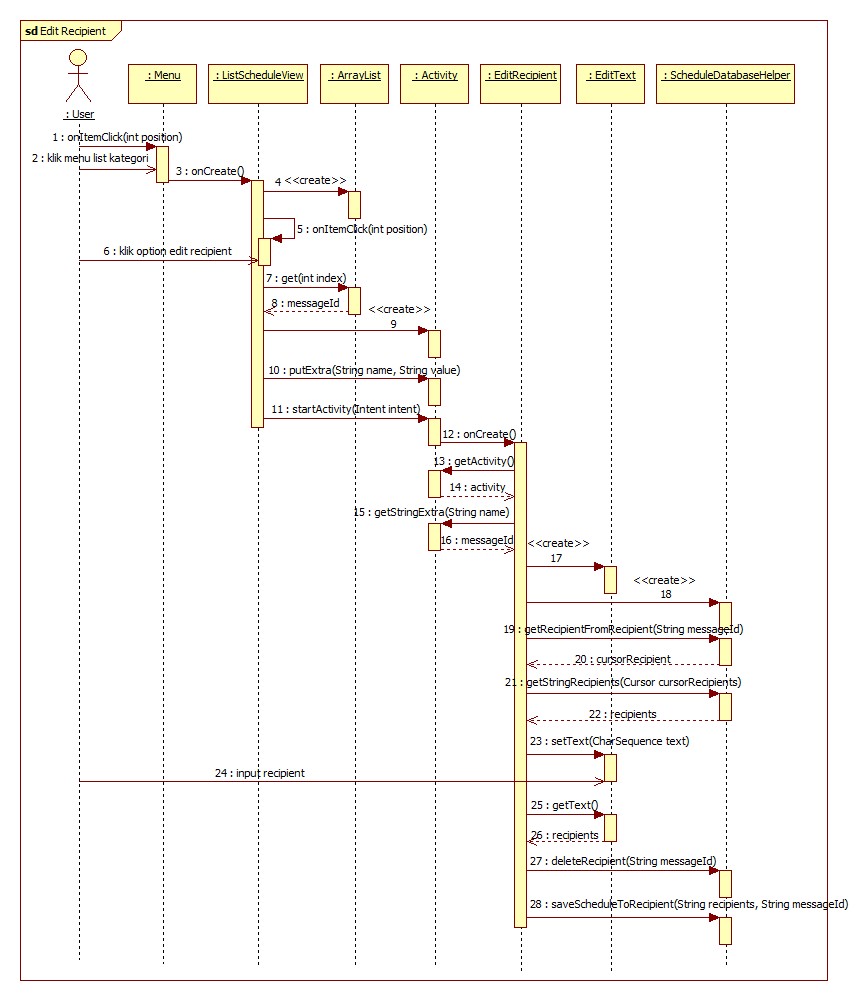 sd Edit Recipient
: Menu
: ListScheduleView
: ArrayList
: Activity
: EditRecipient
: EditText
: ScheduleDatabaseHelper
: User
1 : onItemClick(int position)
2 : klik menu list kategori
3 : onCreate()
4 <<create>>
5 : onItemClick(int position)
6 : klik option edit recipient
7 : get(int index)
8 : messageId
<<create>>
9
10 : putExtra(String name, String value)
11 : startActivity(Intent intent)
12 : onCreate()
13 : getActivity()
14 : activity
15 : getStringExtra(String name)
16 : messageId
<<create>>
17
<<create>>
18
19 : getRecipientFromRecipient(String messageId)
20 : cursorRecipient
21 : getStringRecipients(Cursor cursorRecipients)
22 : recipients
23 : setText(CharSequence text)
24 : input recipient
25 : getText()
26 : recipients
27 : deleteRecipient(String messageId)
28 : saveScheduleToRecipient(String recipients, String messageId)